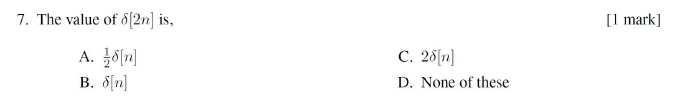 7. The value of δ[2n] is, [1 mark]
A. ½δ[n] C. 2δ[n]
B. δ[n] D. None of these